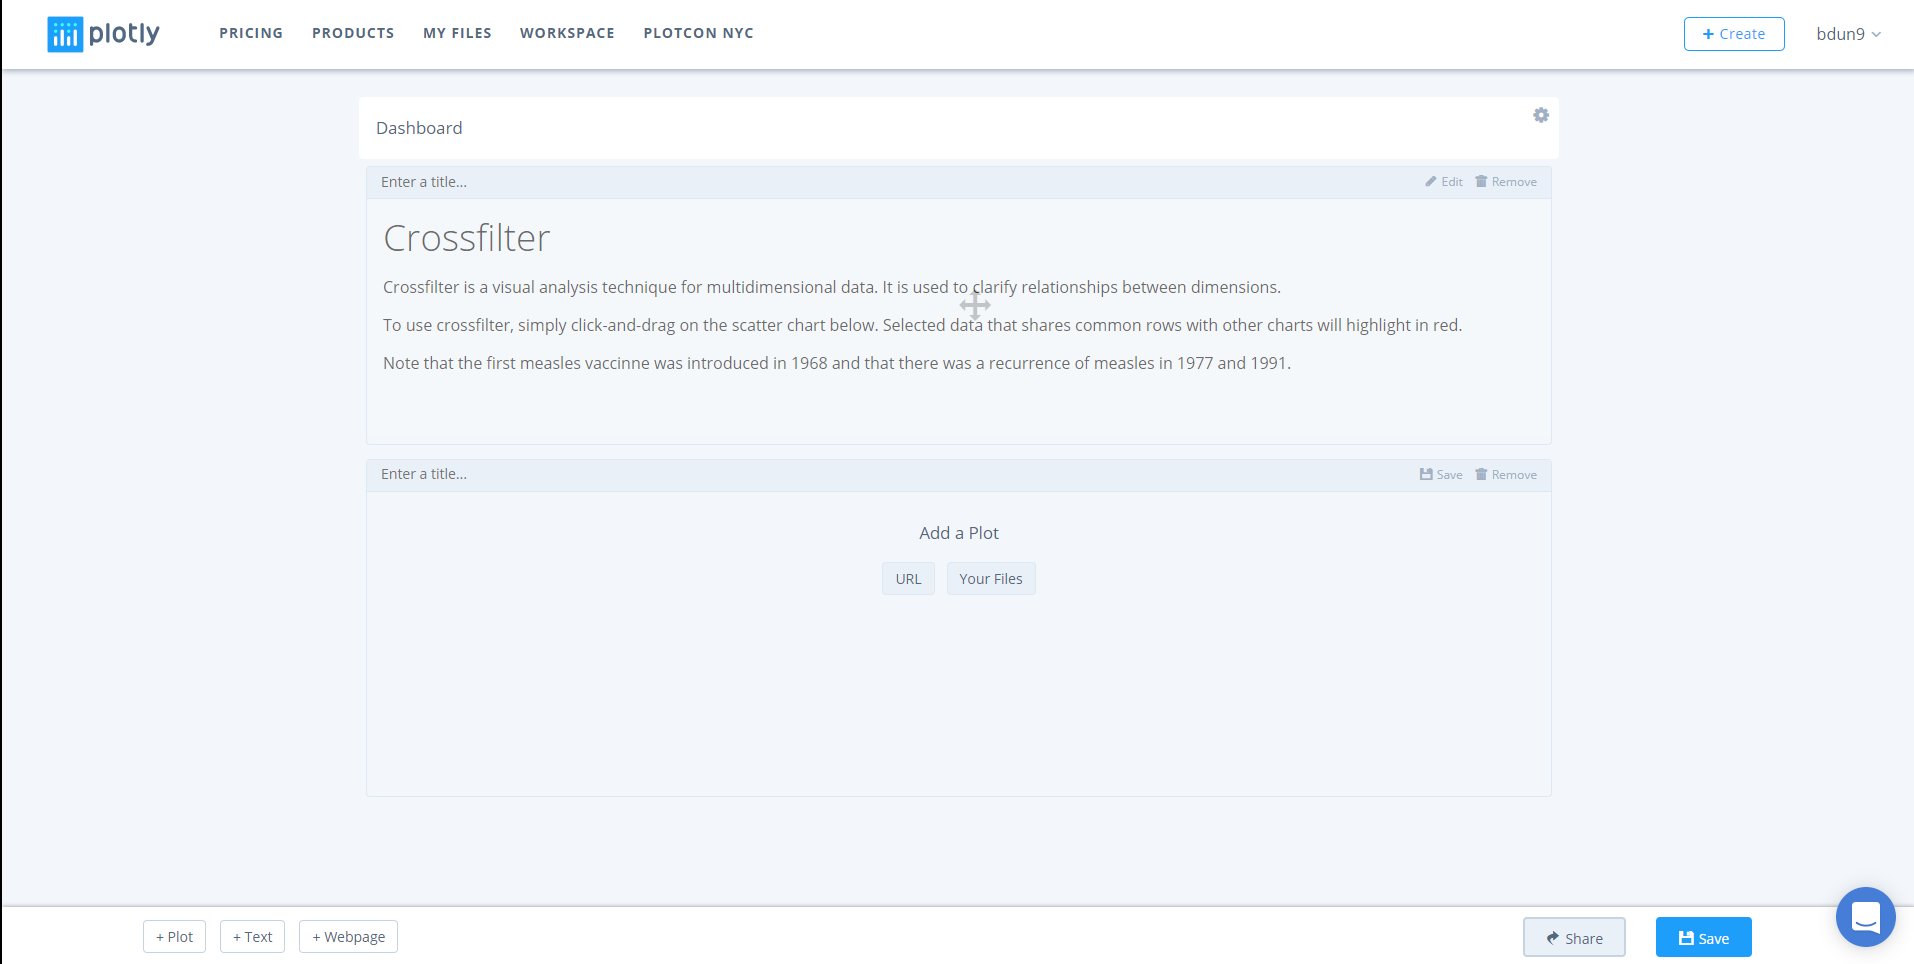 plotly
PRICING PRODUCTS MY FILES WORKSPACE PLOTCON NYC
+ Create bdun9
Dashboard
Enter a title... Edit Remove
Crossfilter
Crossfilter is a visual analysis technique for multidimensional data. It is used to clarify relationships between dimensions.
To use crossfilter, simply click-and-drag on the scatter chart below. Selected data that shares common rows with other charts will highlight in red.
Note that the first measles vaccinne was introduced in 1968 and that there was a recurrence of measles in 1977 and 1991.
Enter a title... Save Remove
Add a Plot
URL Your Files
+ Plot + Text + Webpage Share Save